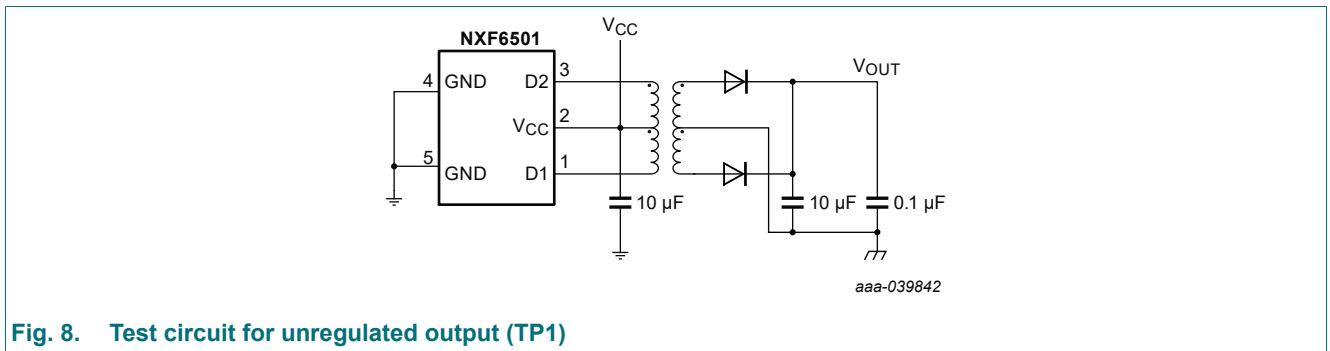 NXF6501
VCC
4 GND D2 3
VCC 2
5 GND D1 1
VOUT
10 µF
10 µF
0.1 µF
aaa-039842
Fig. 8. Test circuit for unregulated output (TP1)